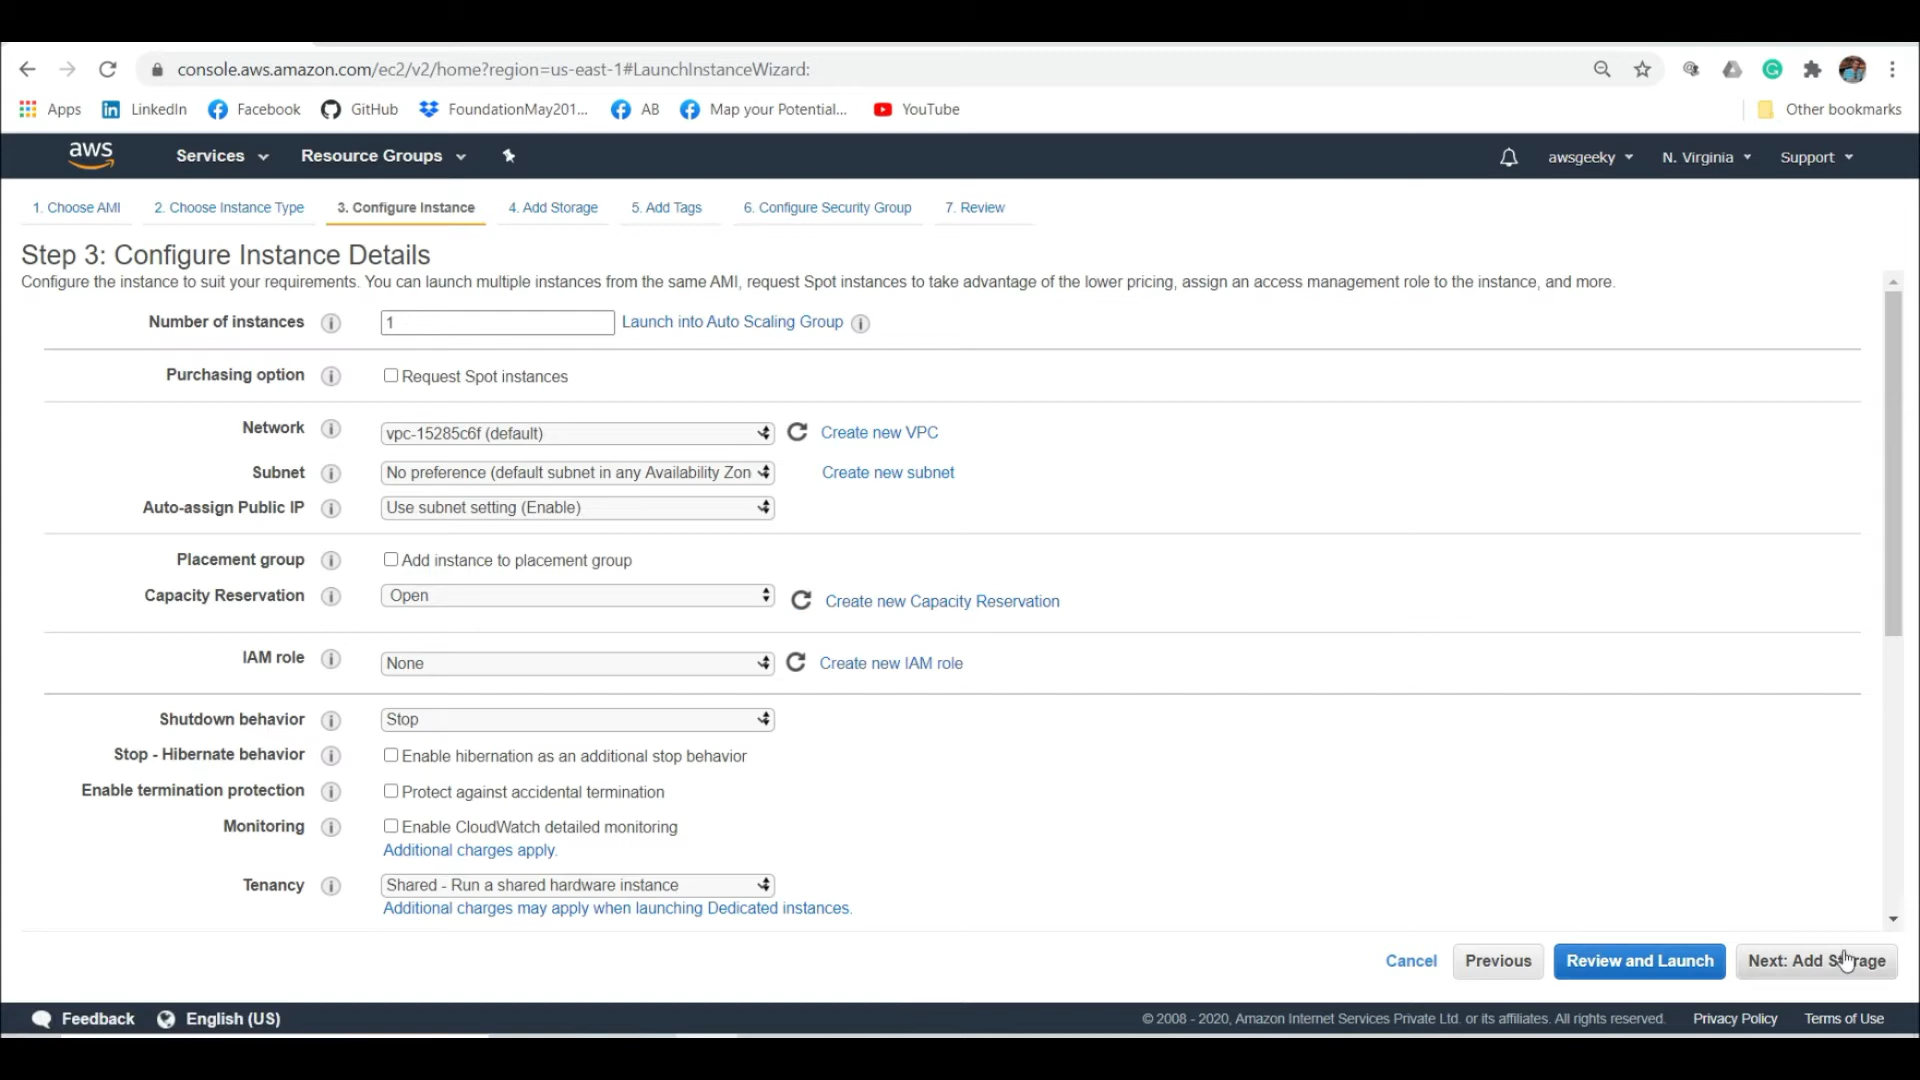 console.aws.amazon.com/ec2/v2/home?region=us-east-1#LaunchInstanceWizard:
Apps LinkedIn Facebook GitHub FoundationMay201... AB Map your Potential... YouTube Other bookmarks
aws Services Resource Groups awsgeeky N. Virginia Support
1. Choose AMI 2. Choose Instance Type 3. Configure Instance 4. Add Storage 5. Add Tags 6. Configure Security Group 7. Review
Step 3: Configure Instance Details
Configure the instance to suit your requirements. You can launch multiple instances from the same AMI, request Spot instances to take advantage of the lower pricing, assign an access management role to the instance, and more.
Number of instances 1 Launch into Auto Scaling Group
Purchasing option Request Spot instances
Network vpc-15285c6f (default) Create new VPC
Subnet No preference (default subnet in any Availability Zon Create new subnet
Auto-assign Public IP Use subnet setting (Enable)
Placement group Add instance to placement group
Capacity Reservation Open Create new Capacity Reservation
IAM role None Create new IAM role
Shutdown behavior Stop
Stop - Hibernate behavior Enable hibernation as an additional stop behavior
Enable termination protection Protect against accidental termination
Monitoring Enable CloudWatch detailed monitoring
Additional charges apply.
Tenancy Shared - Run a shared hardware instance
Additional charges may apply when launching Dedicated instances.
Cancel Previous Review and Launch Next: Add Storage
Feedback English (US) © 2008 - 2020, Amazon Internet Services Private Ltd. or its affiliates. All rights reserved. Privacy Policy Terms of Use